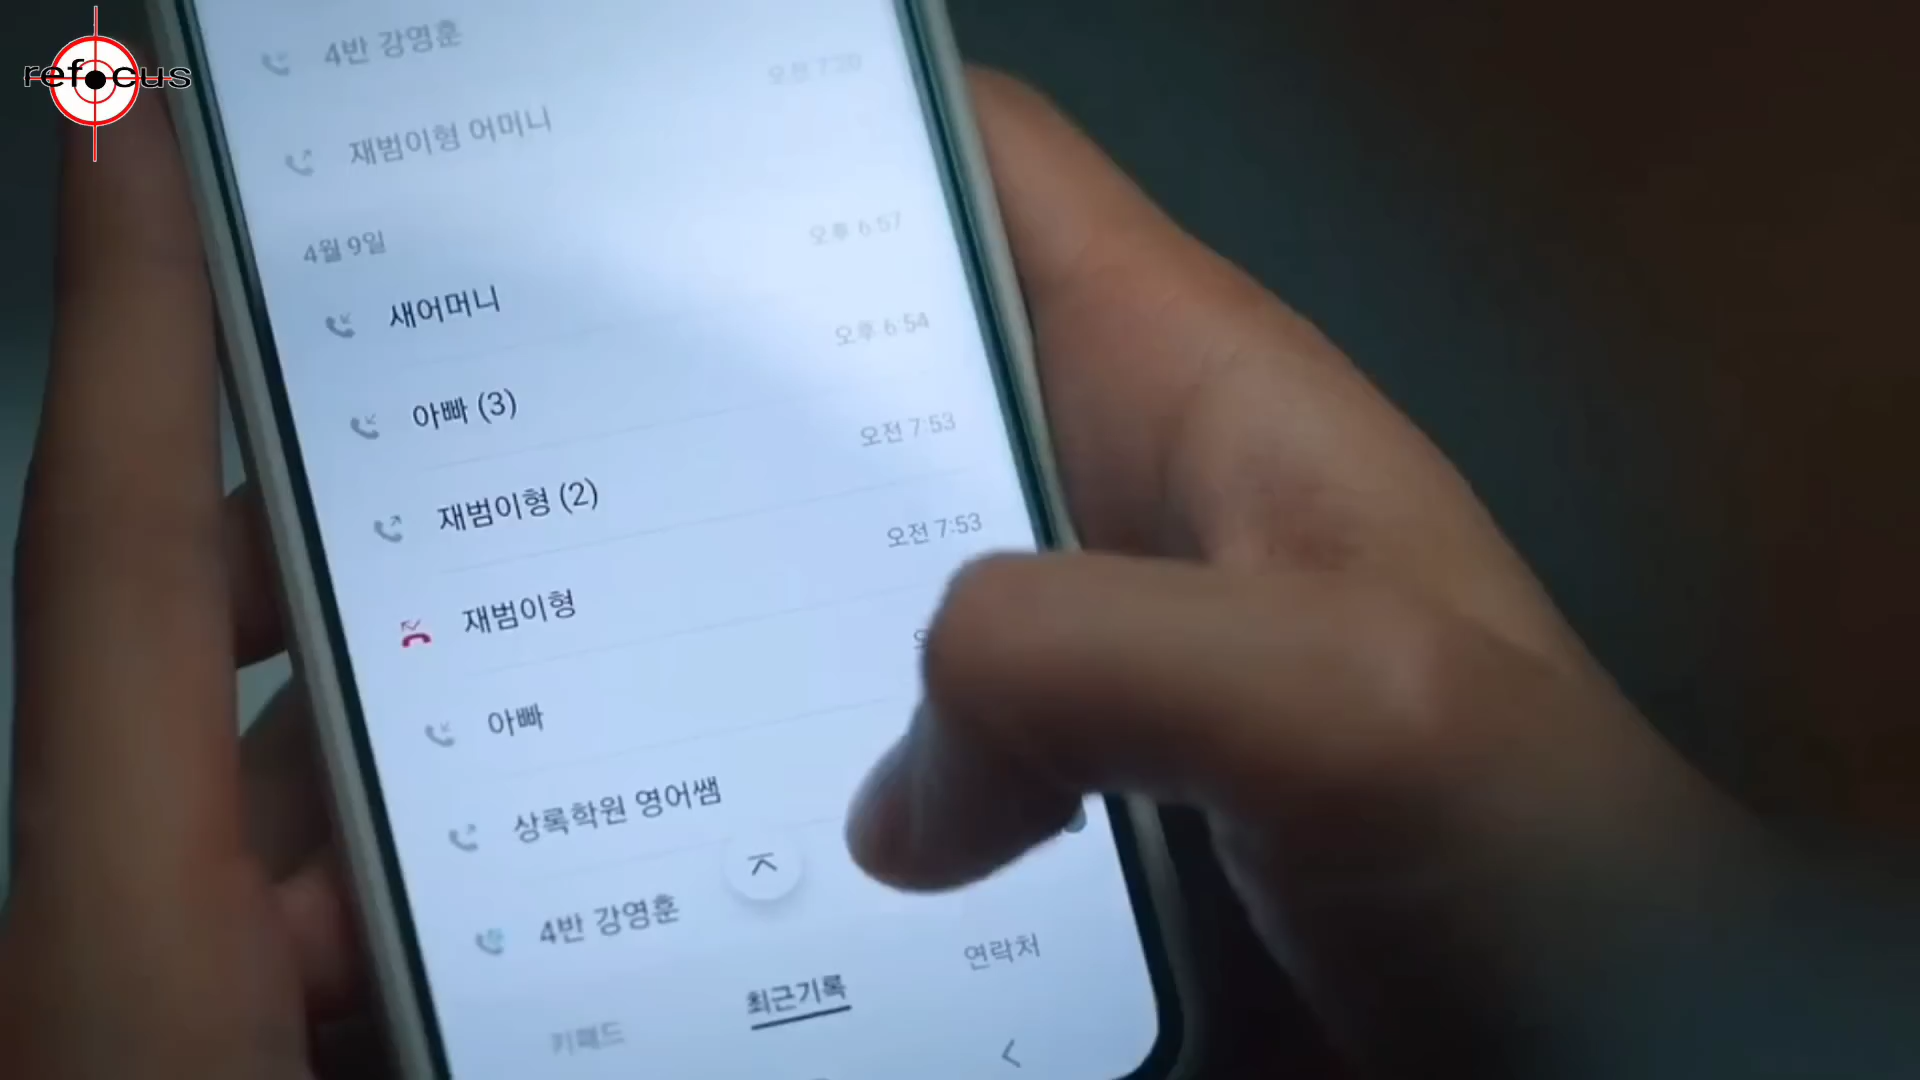 refocus
4반 강영훈
오전 7:20
재범이형 어머니
4월 9일
오후 6:57
새어머니
오후 6:54
아빠 (3)
오전 7:53
재범이형 (2)
오전 7:53
재범이형
아빠
상록학원 영어쌤
4반 강영훈
키패드
최근기록
연락처